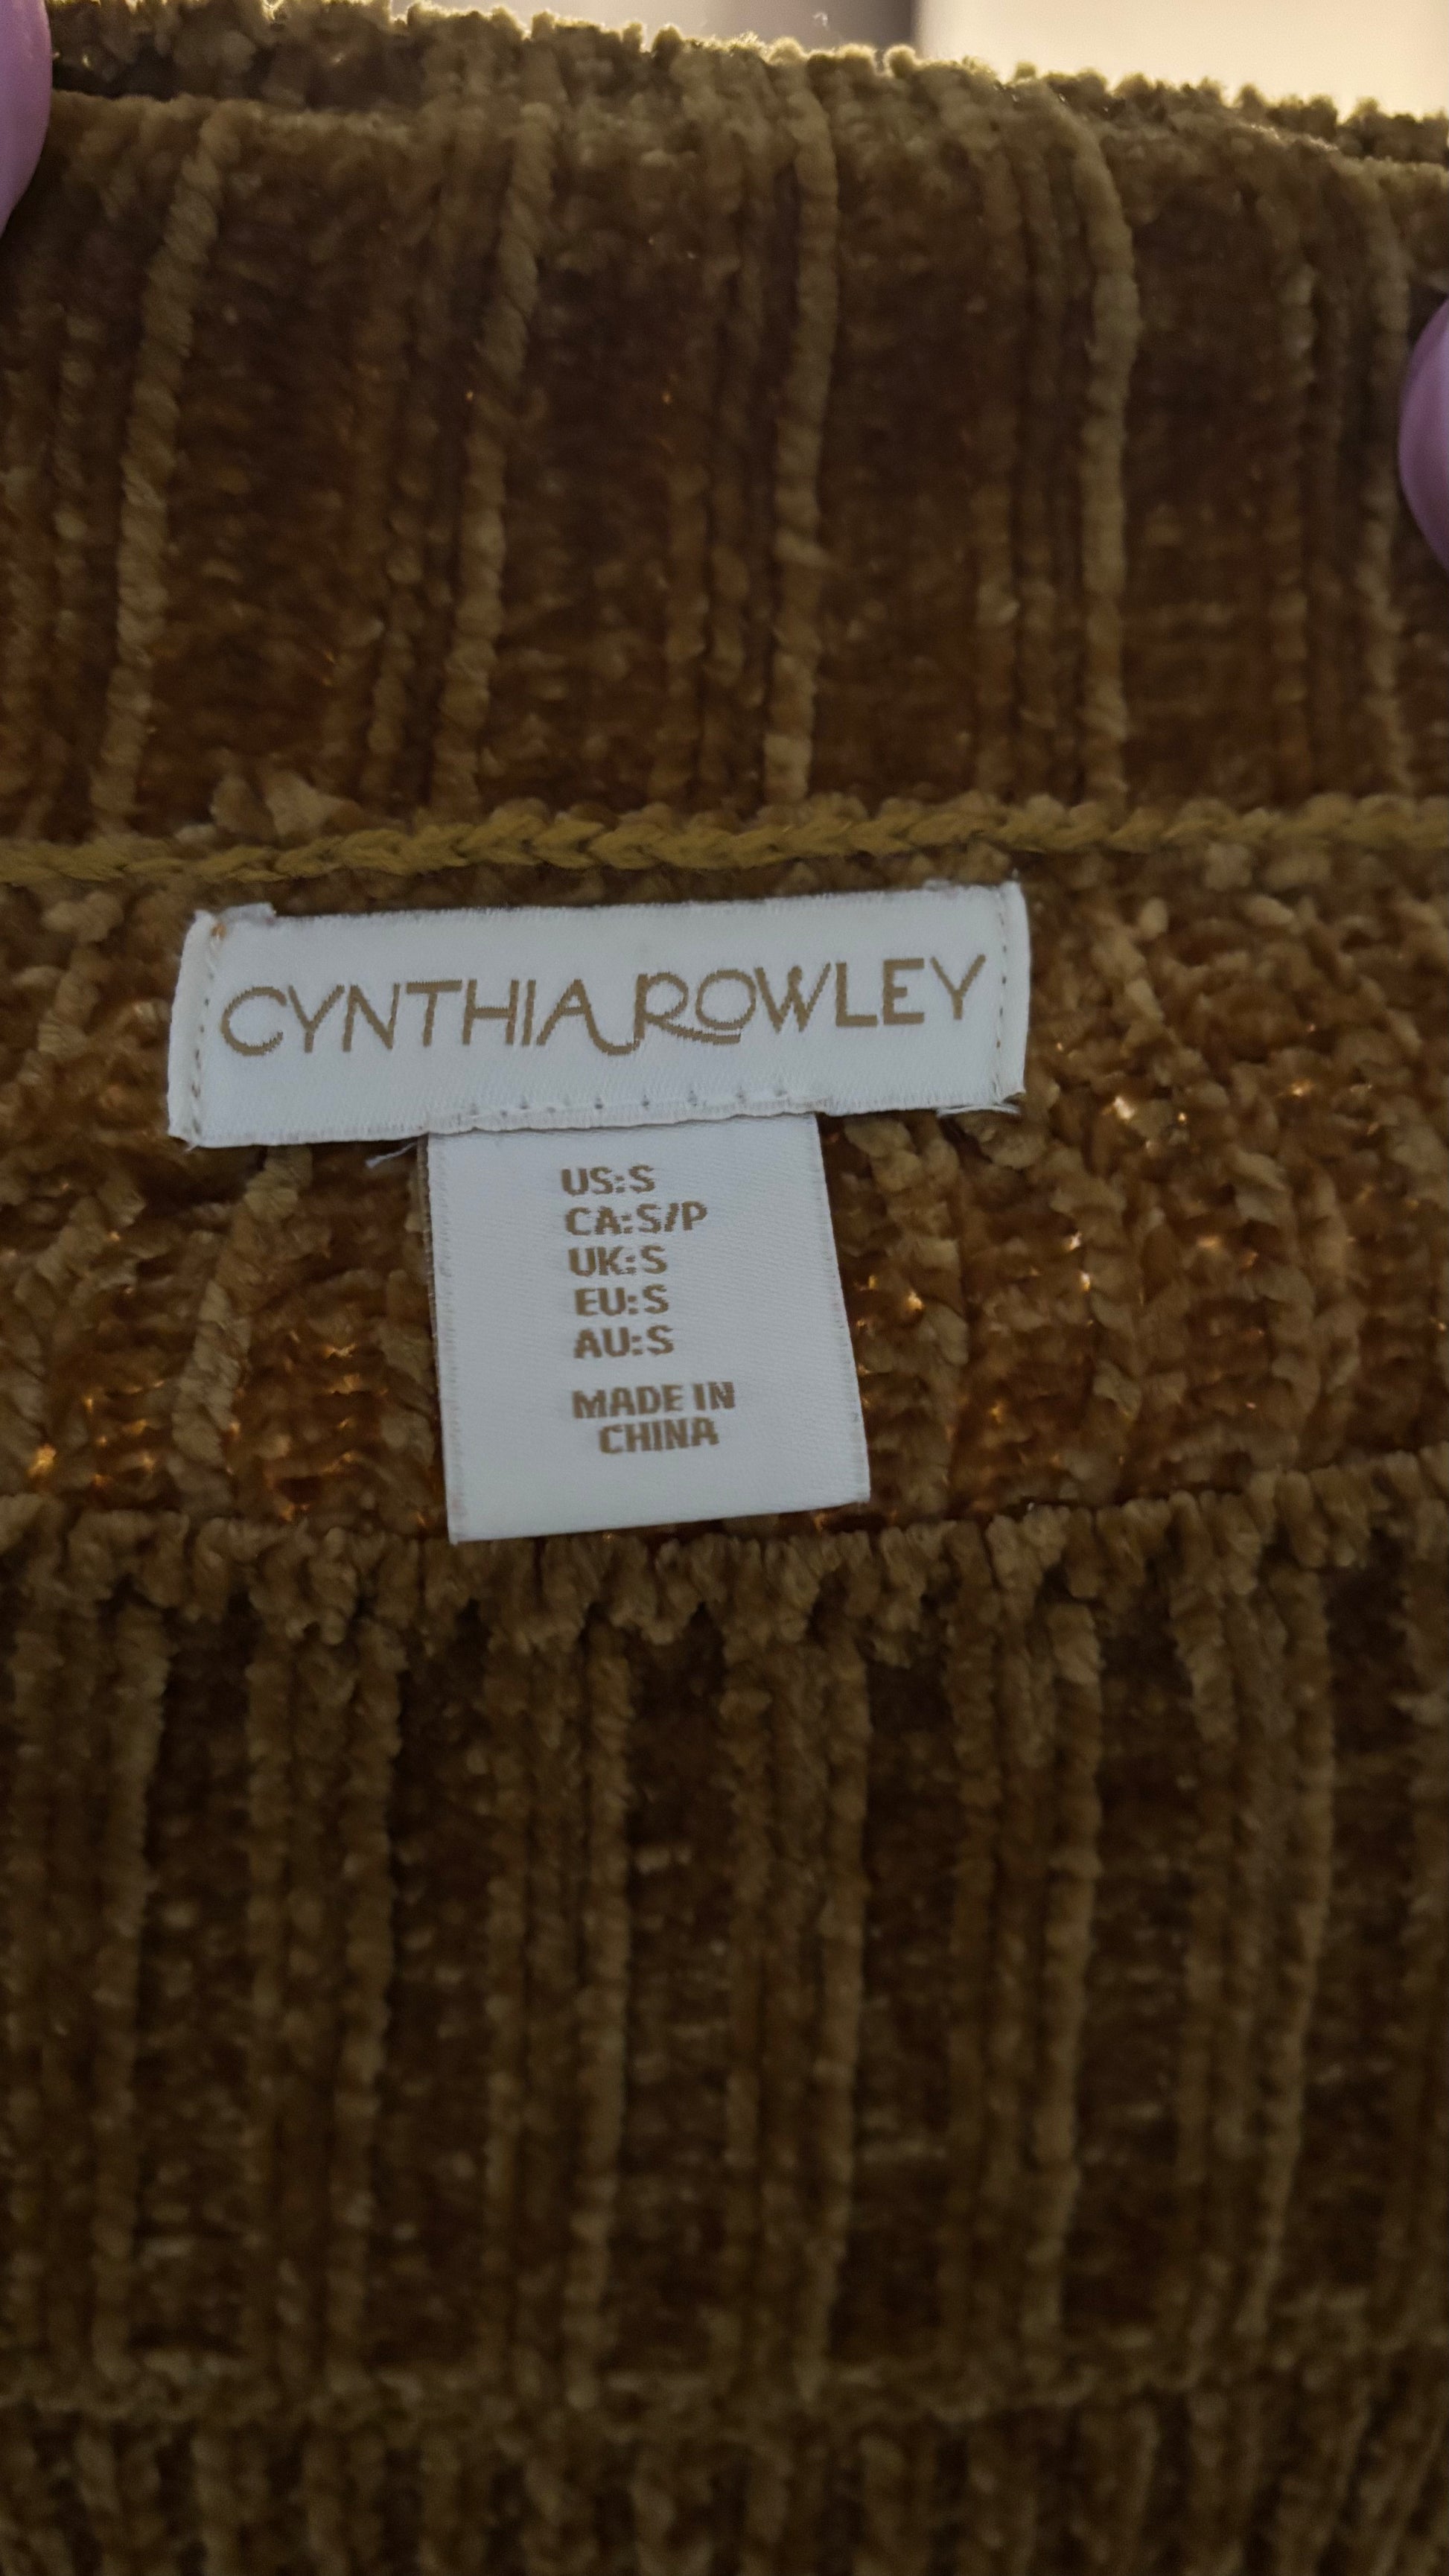 CYNTHIA ROWLEY
US:S
CA:S/P
UK:S
EU:S
AU:S
MADE IN
CHINA